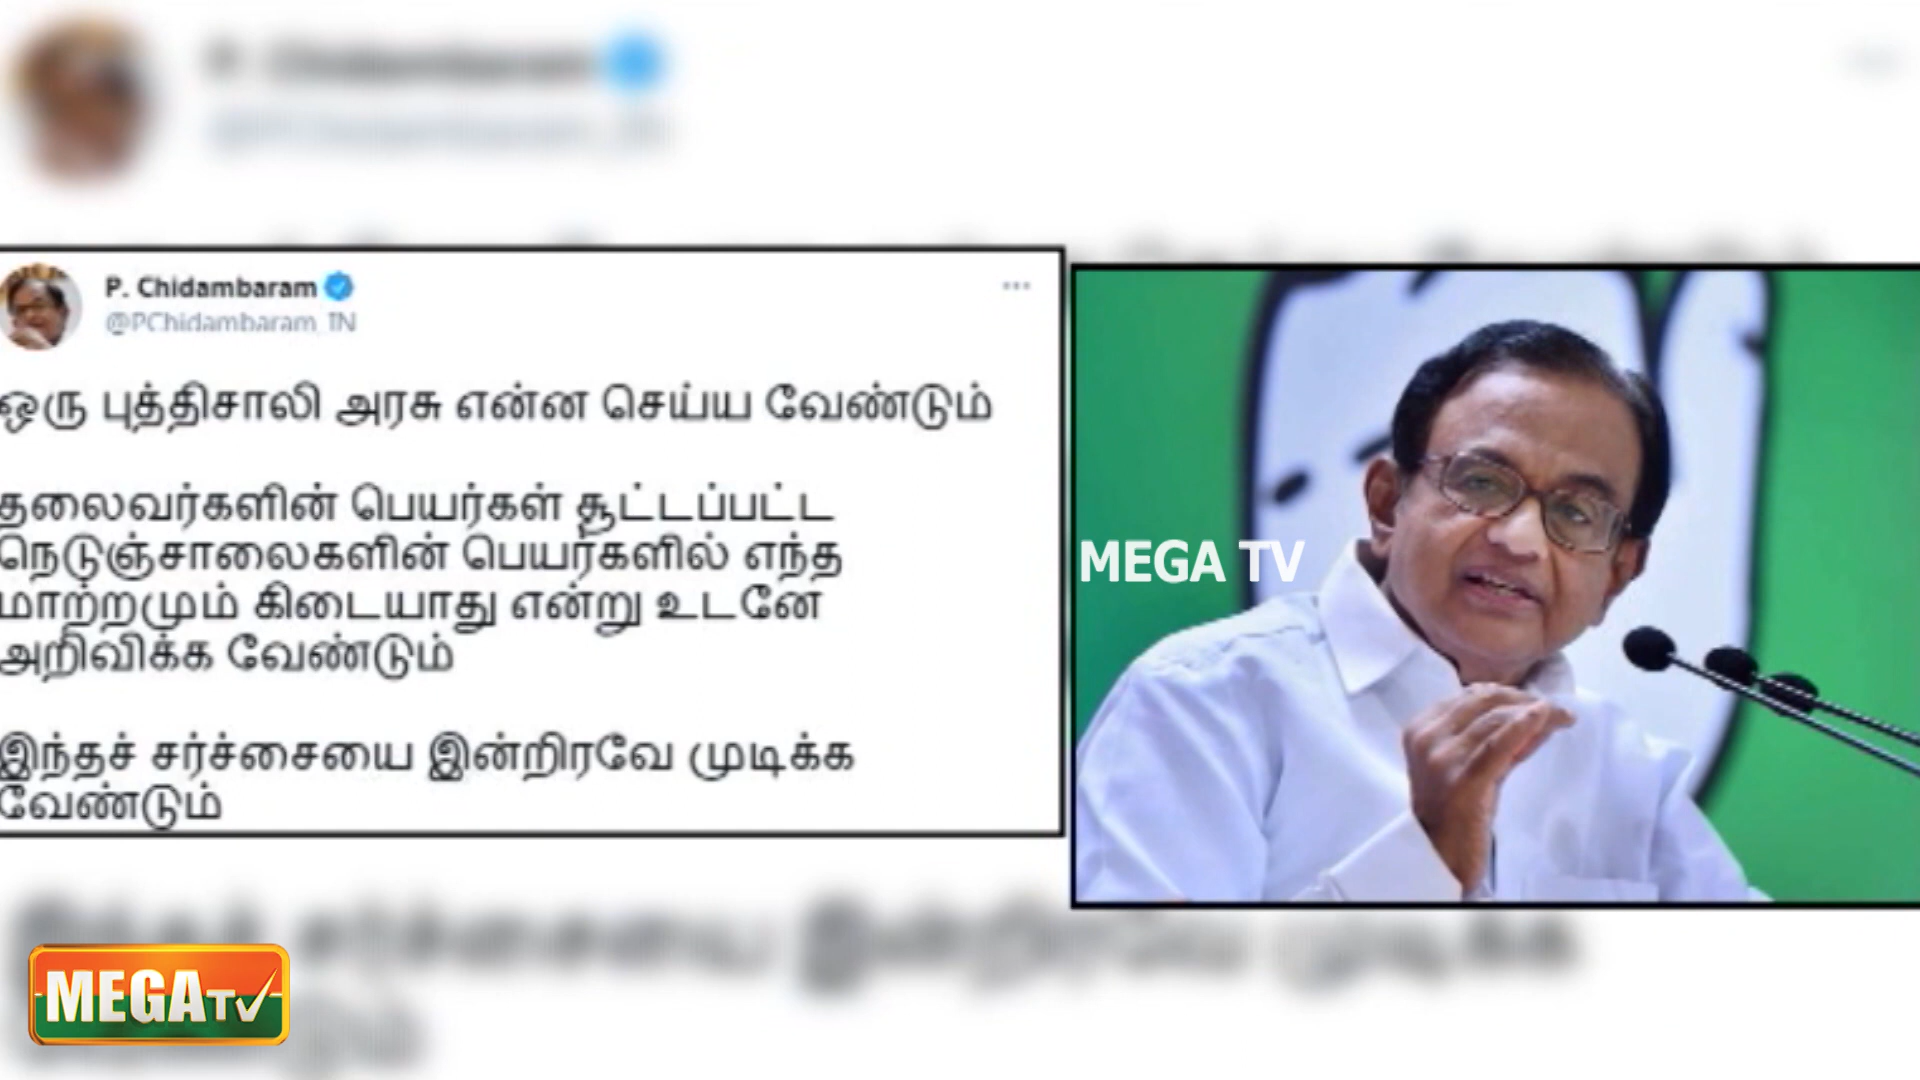 P. Chidambaram
@PChidambaram_IN
ஒரு புத்திசாலி அரசு என்ன செய்ய வேண்டும்
தலைவர்களின் பெயர்கள் சூட்டப்பட்ட
நெடுஞ்சாலைகளின் பெயர்களில் எந்த
மாற்றமும் கிடையாது என்று உடனே
அறிவிக்க வேண்டும்
இந்தச் சர்ச்சையை இன்றிரவே முடிக்க
வேண்டும்
MEGA TV
MEGA TV